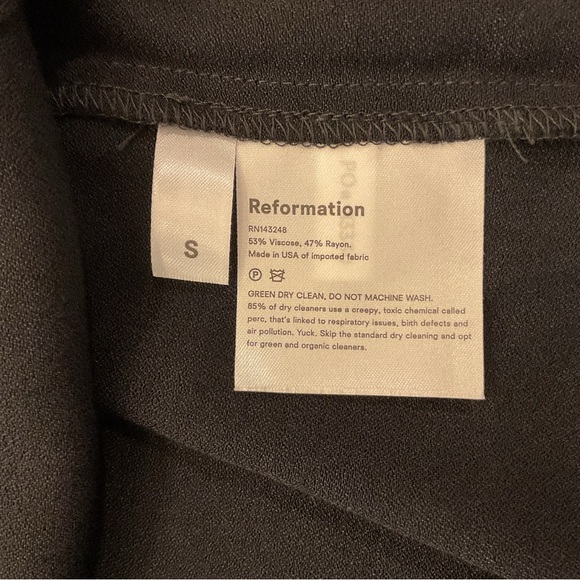 S
Reformation
RN143248
53% Viscose, 47% Rayon.
Made in USA of imported fabric
P
GREEN DRY CLEAN, DO NOT MACHINE WASH.
85% of dry cleaners use a creepy, toxic chemical called
perc, that's linked to respiratory issues, birth defects and
air pollution. Yuck. Skip the standard dry cleaning and opt
for green and organic cleaners.